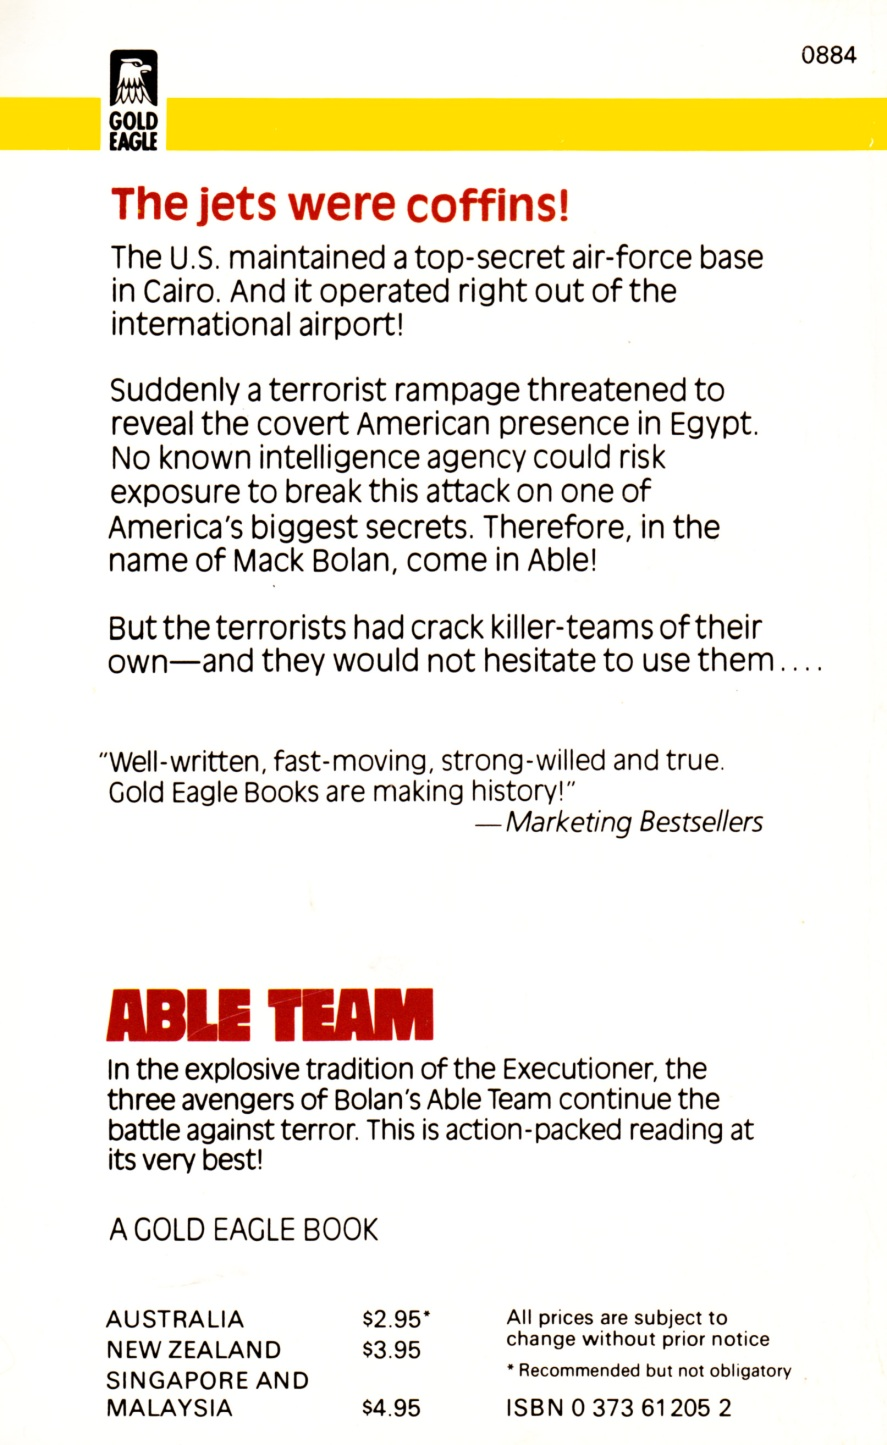 0884
GOLD
EAGLE
The jets were coffins!
The U.S. maintained a top-secret air-force base
in Cairo. And it operated right out of the
international airport!
Suddenly a terrorist rampage threatened to
reveal the covert American presence in Egypt.
No known intelligence agency could risk
exposure to break this attack on one of
America's biggest secrets. Therefore, in the
name of Mack Bolan, come in Able!
But the terrorists had crack killer-teams of their
own—and they would not hesitate to use them....
"Well-written, fast-moving, strong-willed and true.
Gold Eagle Books are making history!"
—Marketing Bestsellers
ABLE TEAM
In the explosive tradition of the Executioner, the
three avengers of Bolan's Able Team continue the
battle against terror. This is action-packed reading at
its very best!
A GOLD EAGLE BOOK
AUSTRALIA $2.95*
NEW ZEALAND $3.95
SINGAPORE AND
MALAYSIA $4.95
All prices are subject to
change without prior notice
* Recommended but not obligatory
ISBN 0 373 61205 2